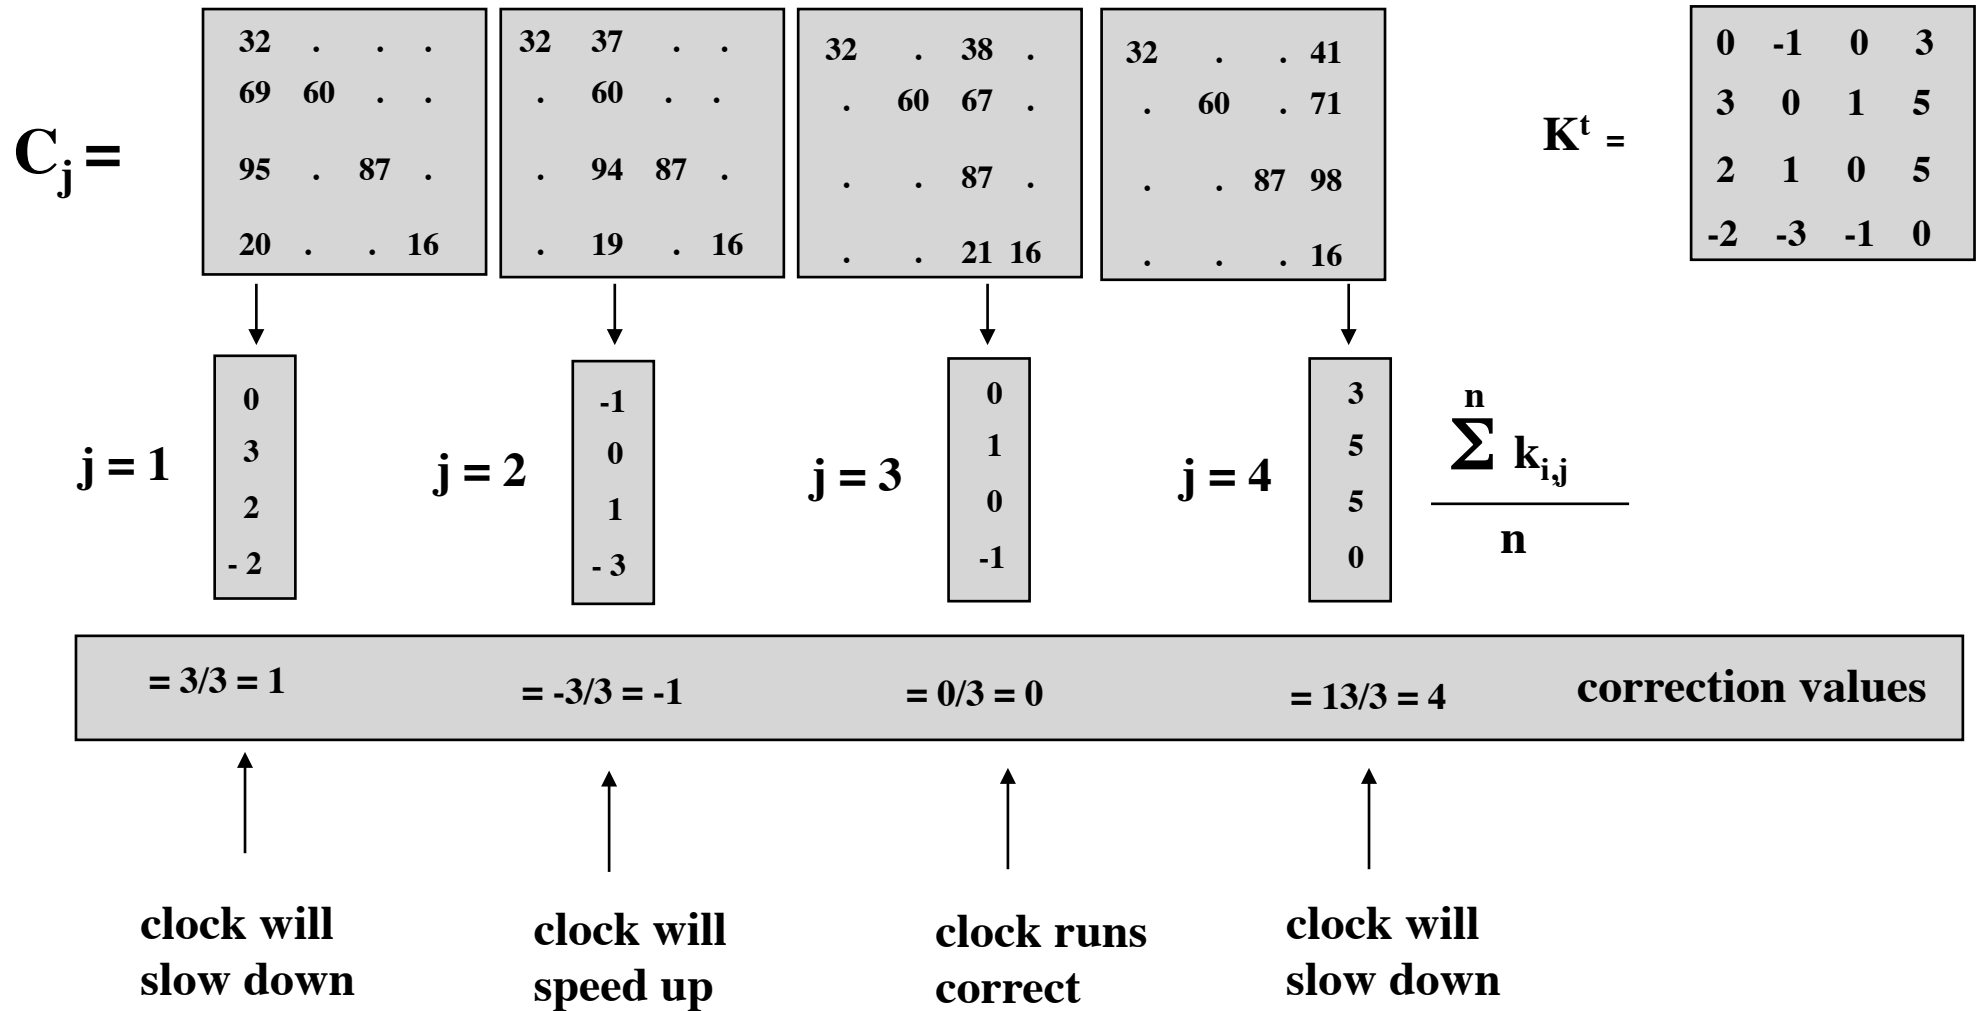 C_j =
32 . . .
69 60 . .
95 . 87 .
20 . . 16
32 37 . .
. 60 . .
. 94 87 .
. 19 . 16
32 . 38 .
. 60 67 .
. . 87 .
. . 21 16
32 . . 41
. 60 . 71
. . 87 98
. . . 16
K^t =
0 -1 0 3
3 0 1 5
2 1 0 5
-2 -3 -1 0
j = 1
0
3
2
- 2
j = 2
-1
0
1
- 3
j = 3
0
1
0
-1
j = 4
3
5
5
0
n
Σ k_i,j
n
= 3/3 = 1
= -3/3 = -1
= 0/3 = 0
= 13/3 = 4
correction values
clock will
slow down
clock will
speed up
clock runs
correct
clock will
slow down